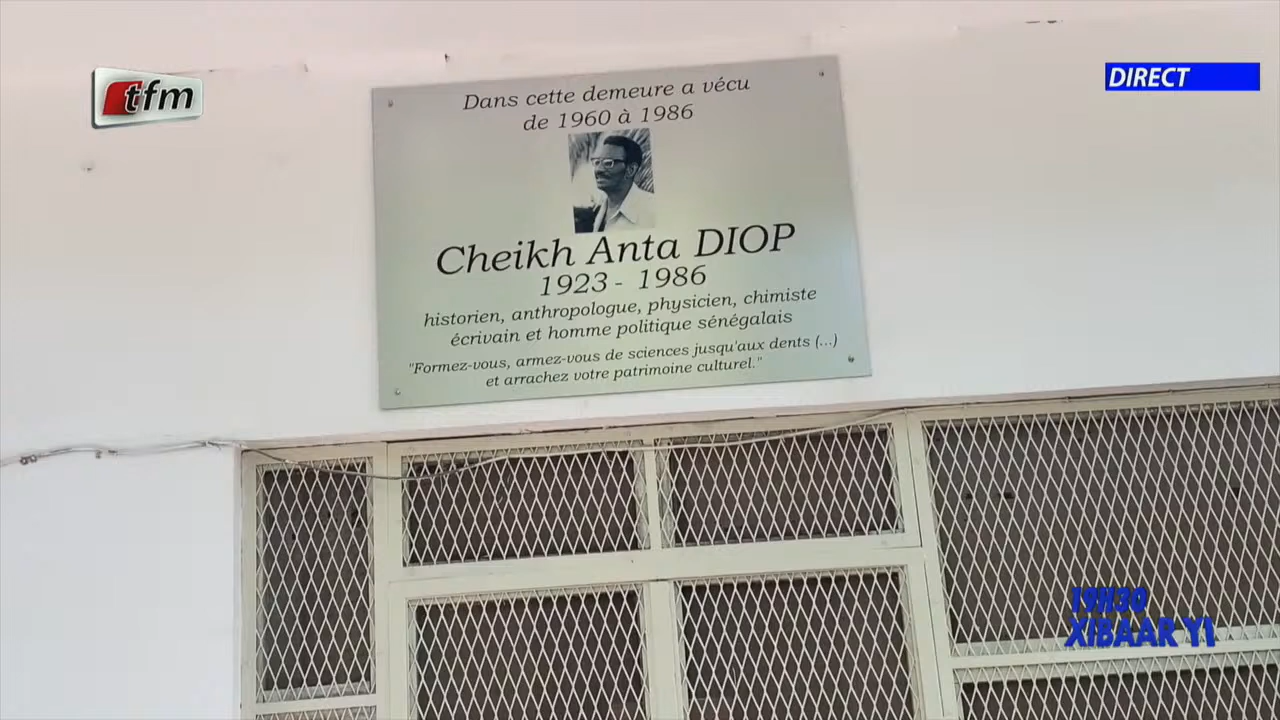 tfm
DIRECT
Dans cette demeure a vécu
de 1960 à 1986
Cheikh Anta DIOP
1923 - 1986
historien, anthropologue, physicien, chimiste
écrivain et homme politique sénégalais
"Formez-vous, armez-vous de sciences jusqu'aux dents (...)
et arrachez votre patrimoine culturel."
19H30
XIBAAR YI